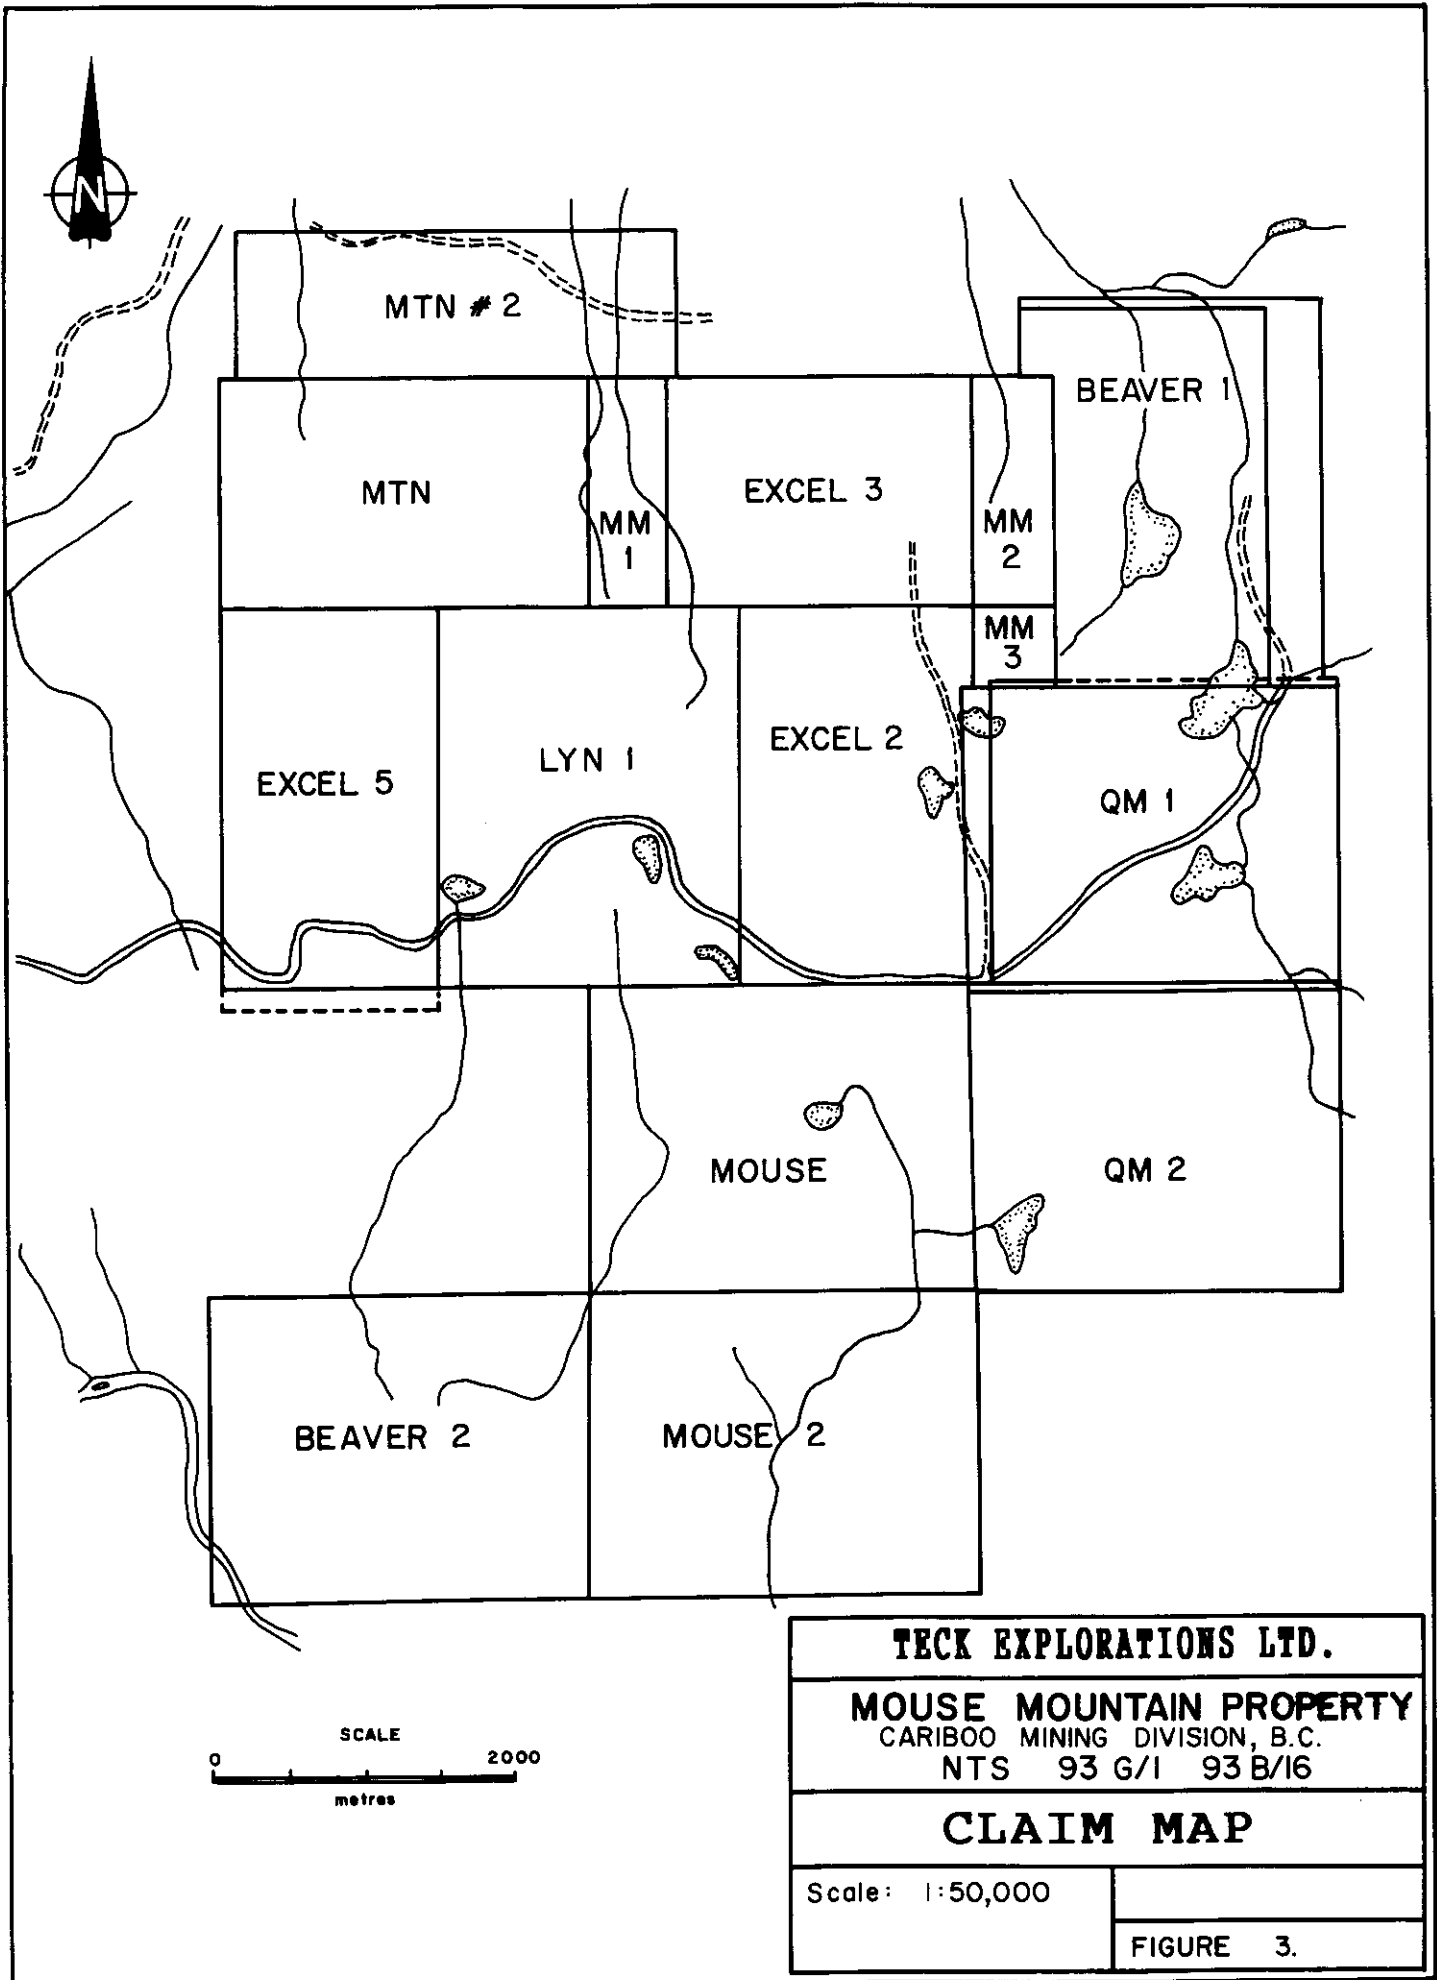 N
MTN # 2
BEAVER 1
MTN
EXCEL 3
MM
1
MM
2
MM
3
EXCEL 5
LYN 1
EXCEL 2
QM 1
MOUSE
QM 2
BEAVER 2
MOUSE 2
SCALE
0 2000
metres
TECK EXPLORATIONS LTD.
MOUSE MOUNTAIN PROPERTY
CARIBOO MINING DIVISION, B.C.
NTS 93 G/1 93 B/16
CLAIM MAP
Scale: 1:50,000
FIGURE 3.